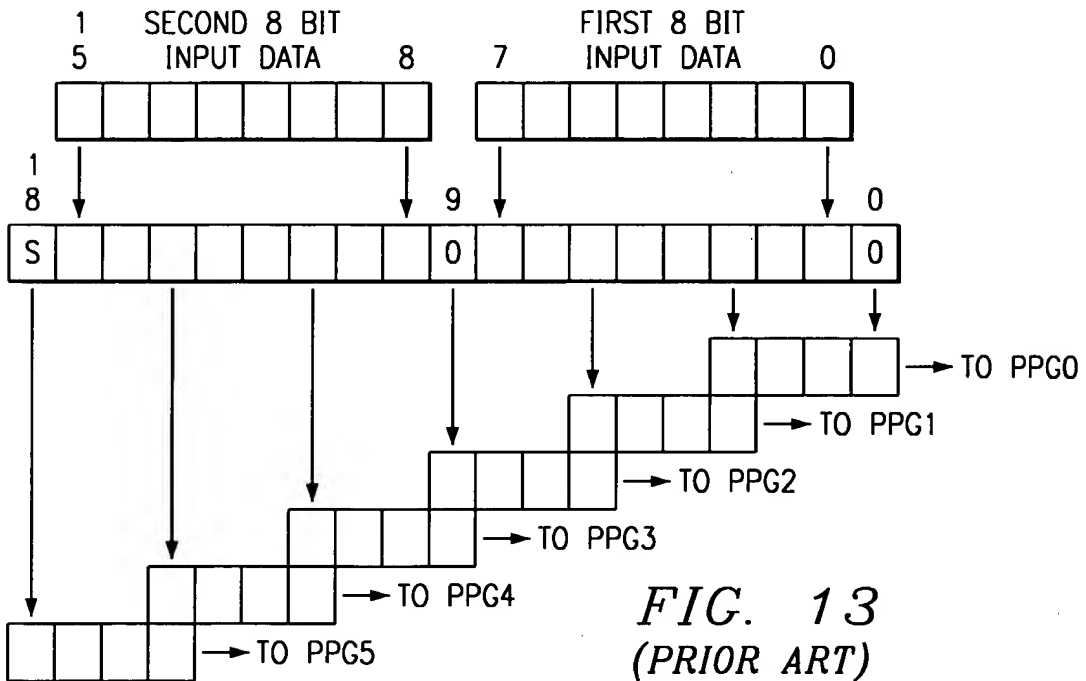 1 SECOND 8 BIT FIRST 8 BIT
5 INPUT DATA 8 7 INPUT DATA 0
1
8 9 0
S 0 0
TO PPG0
TO PPG1
TO PPG2
TO PPG3
TO PPG4
TO PPG5
FIG. 13
(PRIOR ART)